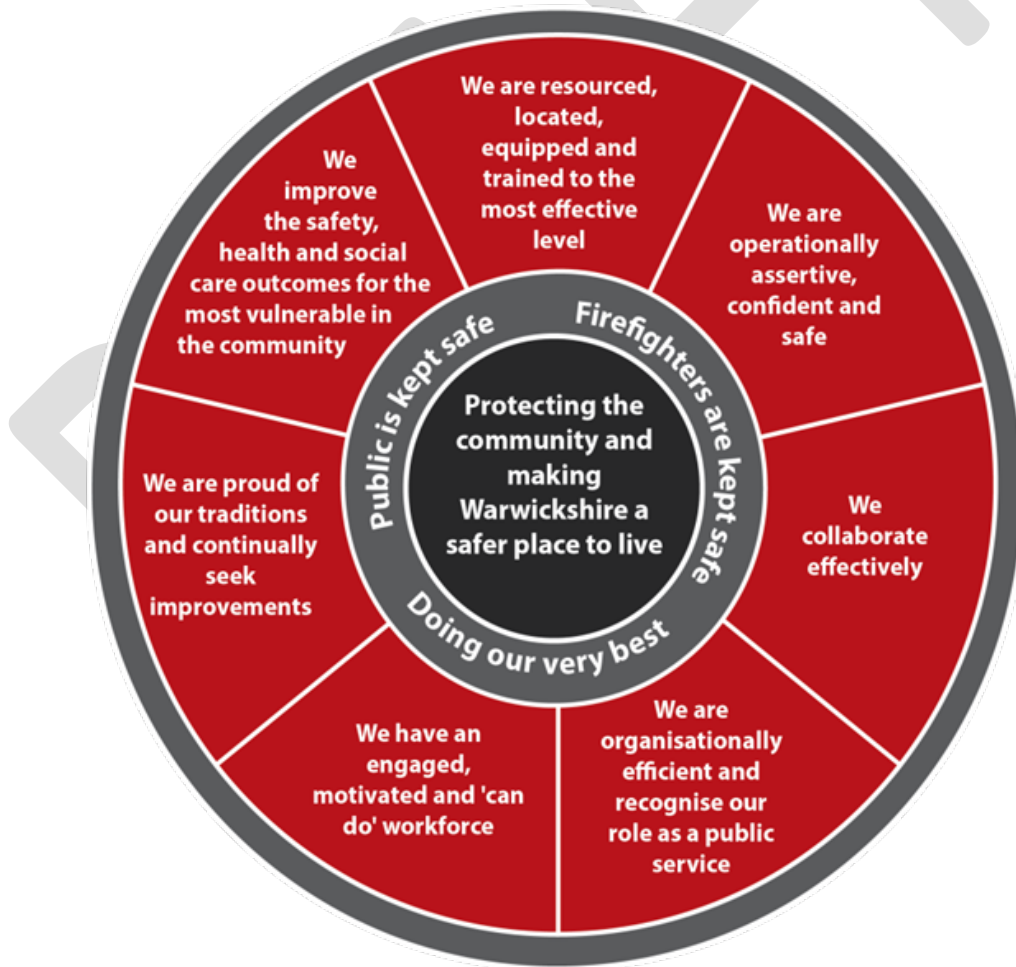 We are resourced,
located,
equipped and
trained to the
most effective
level
We are
operationally
assertive,
confident and
safe
We
collaborate
effectively
We are
organisationally
efficient and
recognise our
role as a public
service
We have an
engaged,
motivated and 'can
do' workforce
We are proud of
our traditions
and continually
seek
improvements
We
improve
the safety,
health and social
care outcomes for the
most vulnerable in
the community
Public is kept safe
Firefighters are kept safe
Doing our very best
Protecting the
community and
making
Warwickshire a
safer place to live